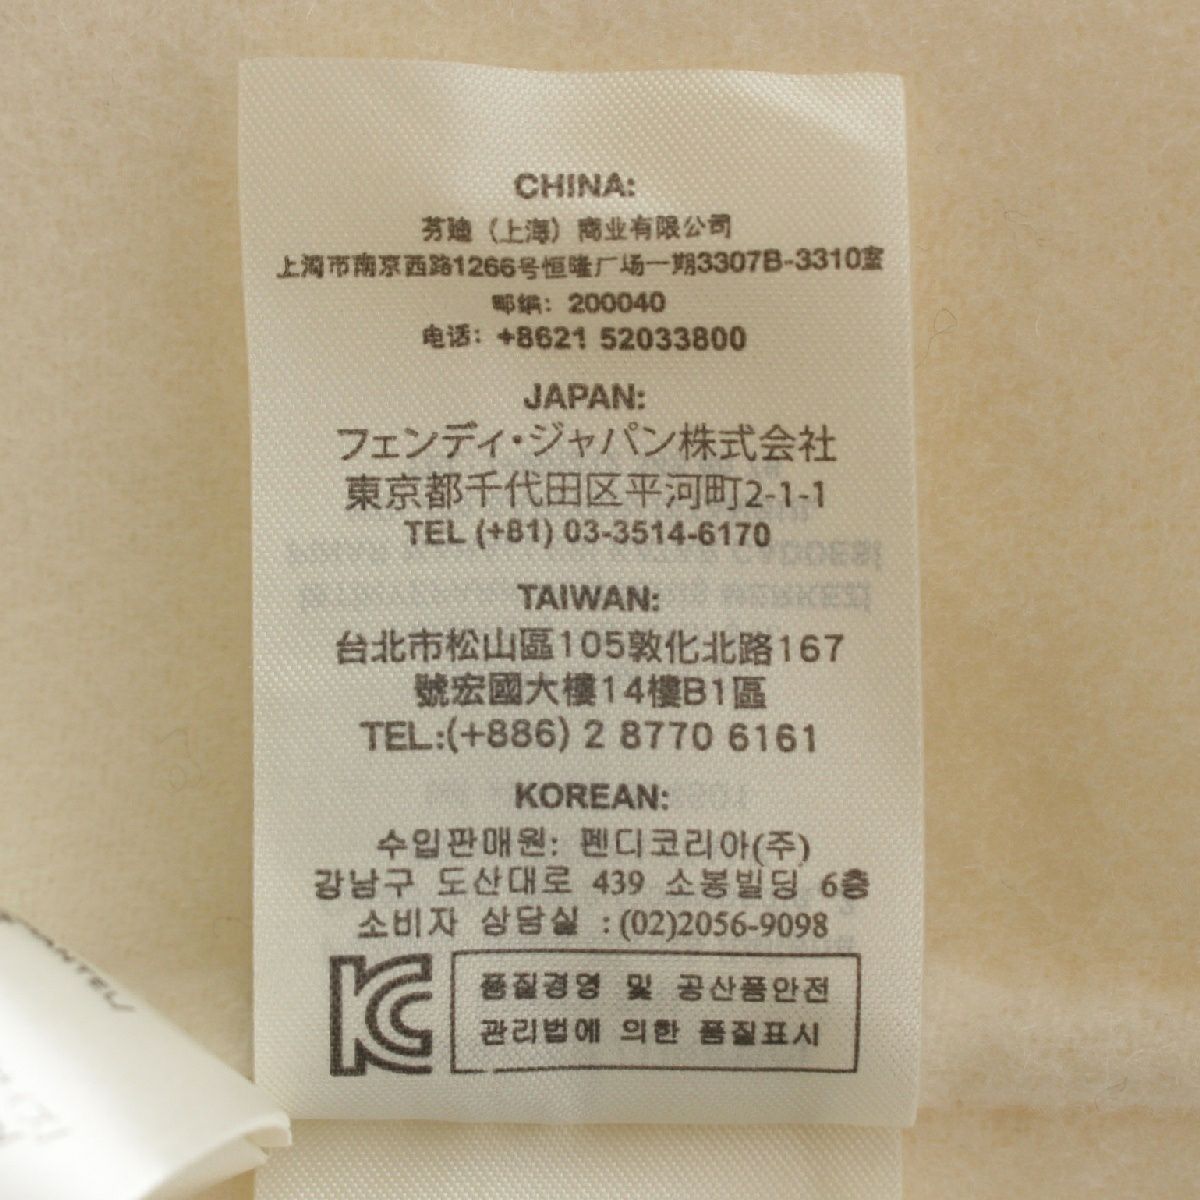 CHINA:
芬迪（上海）商业有限公司
上海市南京西路1266号恒隆广场一期3307B-3310室
邮编：200040
电话：+8621 52033800
JAPAN:
フェンディ・ジャパン株式会社
東京都千代田区平河町2-1-1
TEL (+81) 03-3514-6170
TAIWAN:
台北市松山區105敦化北路167
號宏國大樓14樓B1區
TEL:(+886) 2 8770 6161
KOREAN:
수입판매원: 펜디코리아(주)
강남구 도산대로 439 소봉빌딩 6층
소비자 상담실 :(02)2056-9098
KC
품질경영 및 공산품안전
관리법에 의한 품질표시